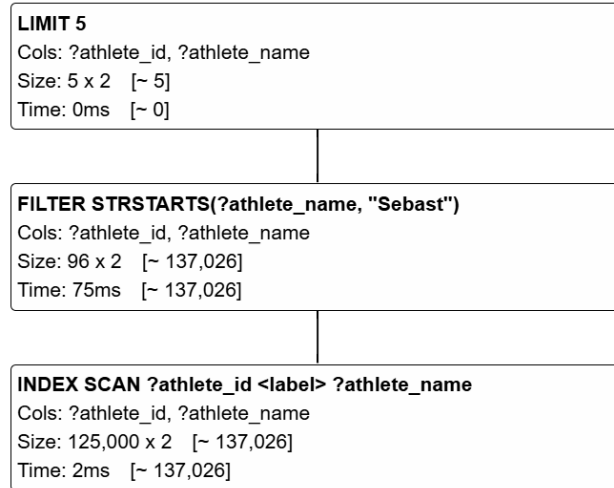 LIMIT 5
Cols: ?athlete_id, ?athlete_name
Size: 5 x 2 [~ 5]
Time: 0ms [~ 0]
FILTER STRSTARTS(?athlete_name, "Sebast")
Cols: ?athlete_id, ?athlete_name
Size: 96 x 2 [~ 137,026]
Time: 75ms [~ 137,026]
INDEX SCAN ?athlete_id <label> ?athlete_name
Cols: ?athlete_id, ?athlete_name
Size: 125,000 x 2 [~ 137,026]
Time: 2ms [~ 137,026]